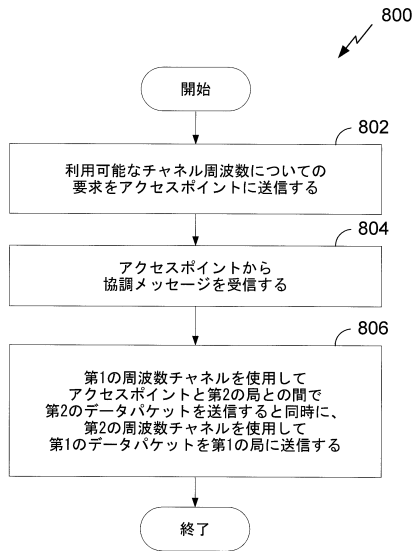 800
開始
802
利用可能なチャネル周波数についての
要求をアクセスポイントに送信する
804
アクセスポイントから
協調メッセージを受信する
806
第1の周波数チャネルを使用して
アクセスポイントと第2の局との間で
第2のデータパケットを送信すると同時に、
第2の周波数チャネルを使用して
第1のデータパケットを第1の局に送信する
終了